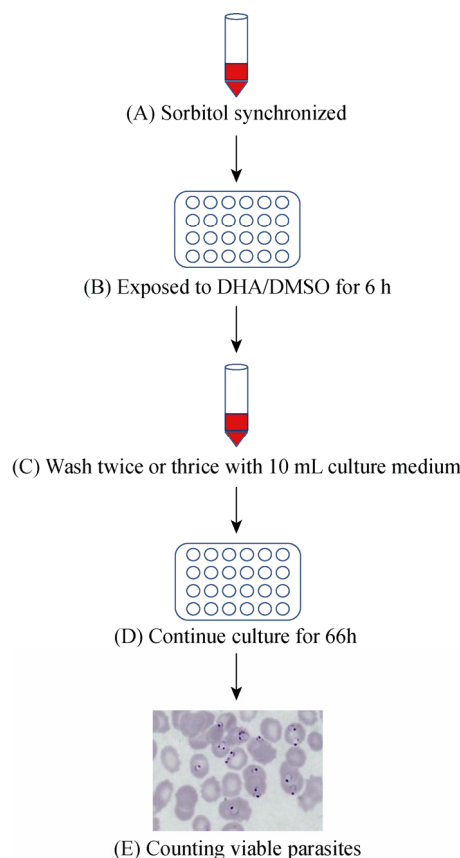 (A) Sorbitol synchronized
(B) Exposed to DHA/DMSO for 6 h
(C) Wash twice or thrice with 10 mL culture medium
(D) Continue culture for 66h
(E) Counting viable parasites